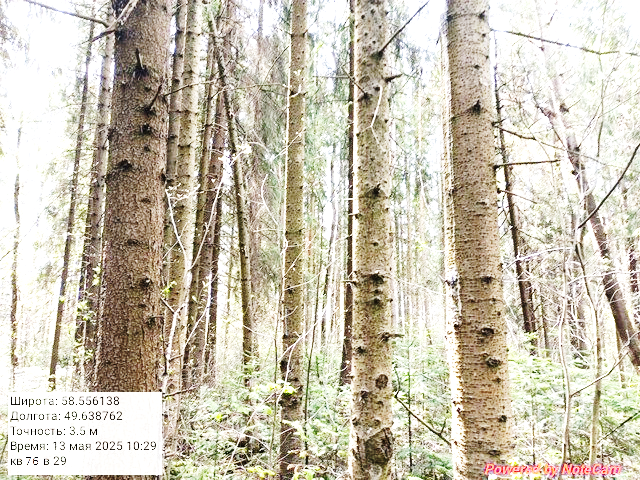 Широта: 58.556138
Долгота: 49.638762
Точность: 3.5 м
Время: 13 мая 2025 10:29
кв 76 в 29
Powered by NoteCam